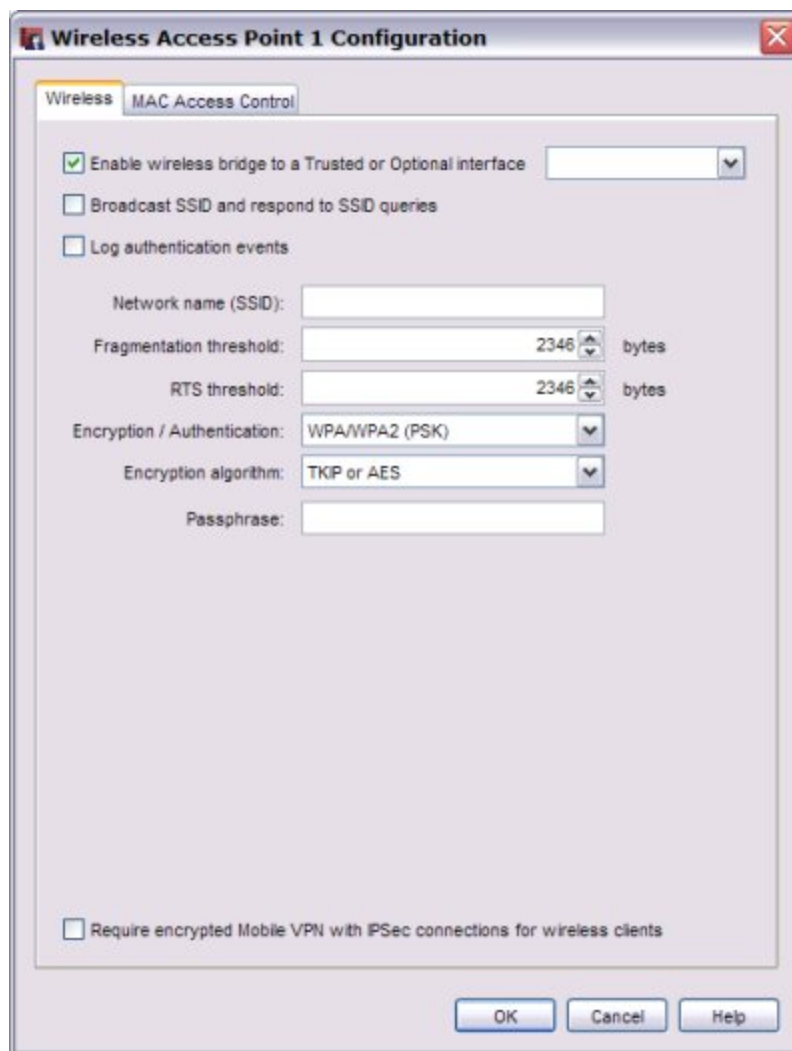 Wireless Access Point 1 Configuration
Wireless MAC Access Control
Enable wireless bridge to a Trusted or Optional interface
Broadcast SSID and respond to SSID queries
Log authentication events
Network name (SSID):
Fragmentation threshold: 2346 bytes
RTS threshold: 2346 bytes
Encryption / Authentication: WPA/WPA2 (PSK)
Encryption algorithm: TKIP or AES
Passphrase:
Require encrypted Mobile VPN with IPSec connections for wireless clients
OK Cancel Help